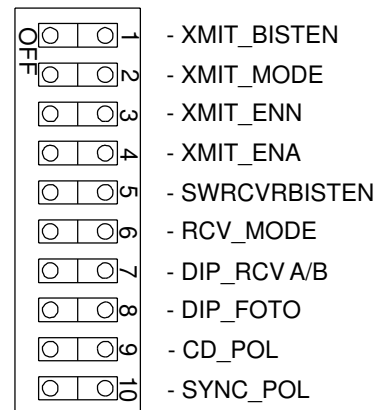 OFF
1 - XMIT_BISTEN
2 - XMIT_MODE
3 - XMIT_ENN
4 - XMIT_ENA
5 - SWRCVRBISTEN
6 - RCV_MODE
7 - DIP_RCV A/B
8 - DIP_FOTO
9 - CD_POL
10 - SYNC_POL